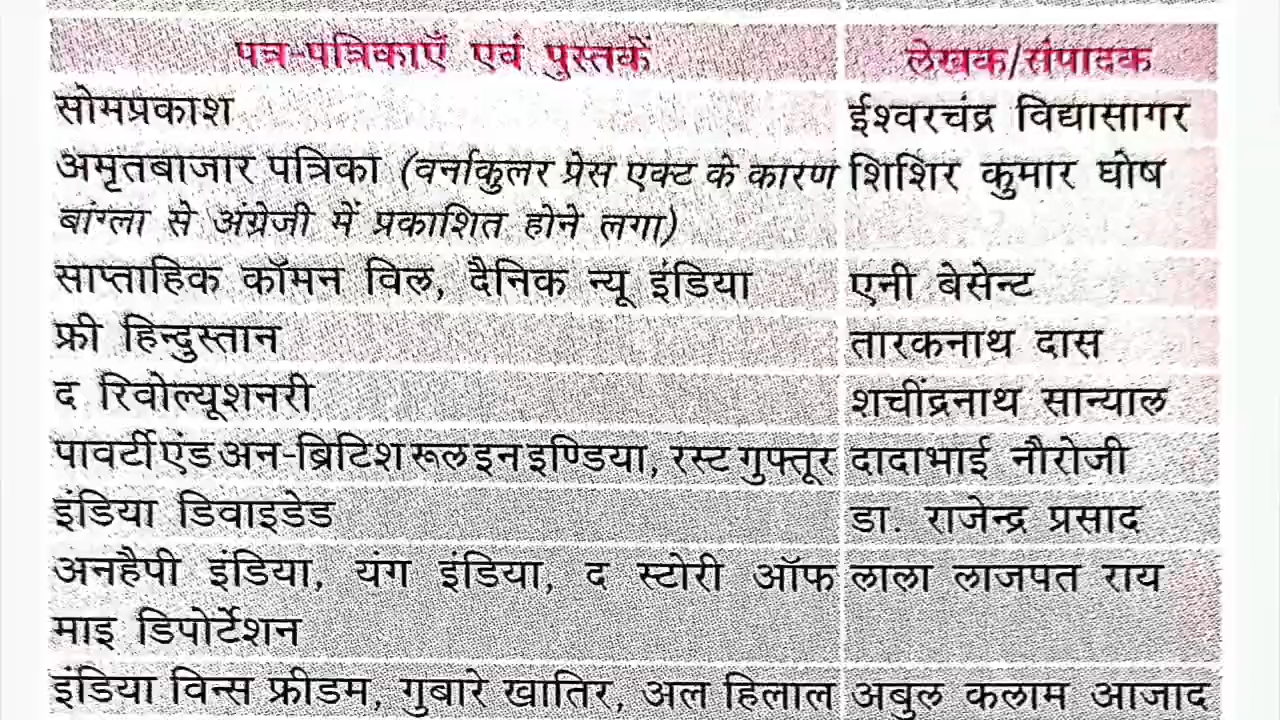 पत्र-पत्रिकाएँ एवं पुस्तकें लेखक/संपादक
सोमप्रकाश ईश्वरचंद्र विद्यासागर
अमृतबाजार पत्रिका (वर्नाकुलर प्रेस एक्ट के कारण शिशिर कुमार घोष
बांग्ला से अंग्रेजी में प्रकाशित होने लगा)
साप्ताहिक कॉमन विल, दैनिक न्यू इंडिया एनी बेसेन्ट
फ्री हिन्दुस्तान तारकनाथ दास
द रिवोल्यूशनरी शचींद्रनाथ सान्याल
पावर्टी एंड अन-ब्रिटिश रूल इन इण्डिया, रस्ट गुफ्तूर दादाभाई नौरोजी
इंडिया डिवाइडेड डा. राजेन्द्र प्रसाद
अनहैपी इंडिया, यंग इंडिया, द स्टोरी ऑफ लाला लाजपत राय
माइ डिपोर्टेशन
इंडिया विन्स फ्रीडम, गुबारे खातिर, अल हिलाल अबुल कलाम आजाद